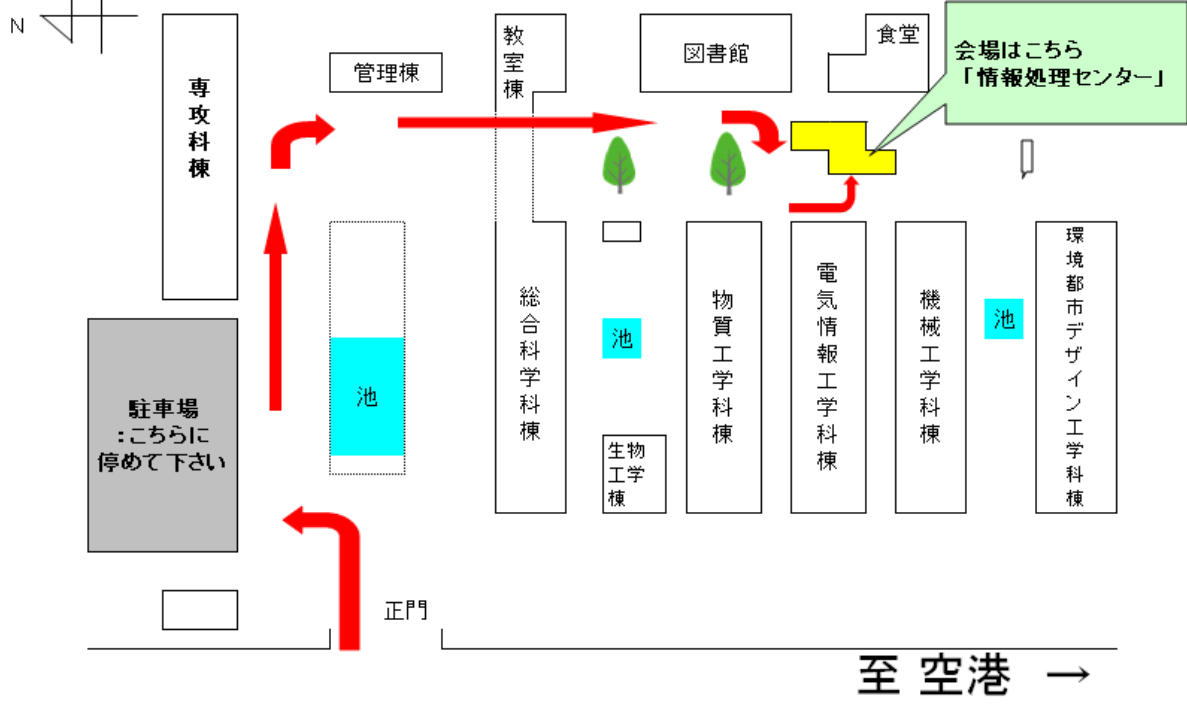 N
専攻科棟
管理棟
教室棟
図書館
食堂
会場はこちら
「情報処理センター」
駐車場
:こちらに
停めて下さい
池
総合科学科棟
池
生物
工学
棟
物質工学科棟
電気情報工学科棟
機械工学科棟
池
環境都市デザイン工学科棟
正門
至 空港 →